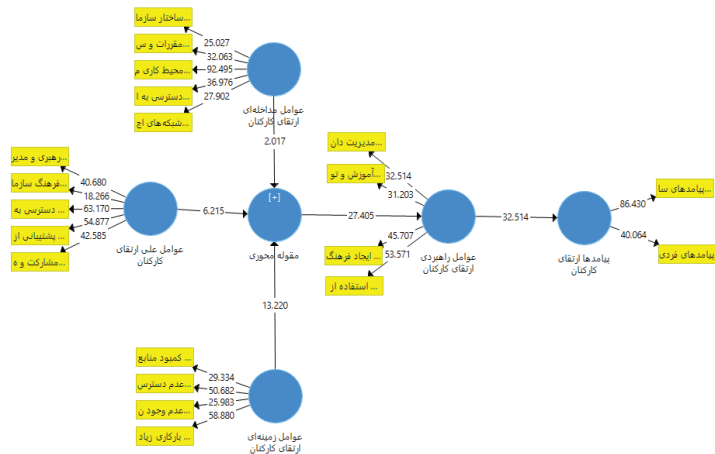 ساختار سازما...
مقررات و س...
محیط کاری م...
دسترسی به ا...
شبکه‌های اج...
25.027
32.063
92.495
36.976
27.902
عوامل مداخله‌ای
ارتقای کارکنان
2.017
رهبری و مدیر...
فرهنگ سازما...
دسترسی به ...
پشتیبانی از ...
مشارکت و ه...
40.680
18.266
63.170
54.877
42.585
عوامل علی ارتقای
کارکنان
6.215
[+]
مقوله محوری
27.405
مدیریت دان...
آموزش و تو...
ایجاد فرهنگ ...
استفاده از ...
32.514
31.203
45.707
53.571
عوامل راهبردی
ارتقای کارکنان
32.514
پیامدها ارتقای
کارکنان
86.430
40.064
پیامدهای سا...
پیامدهای فردی
13.220
کمبود منابع ...
عدم دسترس...
عدم وجود ن...
بارکاری زیاد ...
29.334
50.682
25.983
58.880
عوامل زمینه‌ای
ارتقای کارکنان